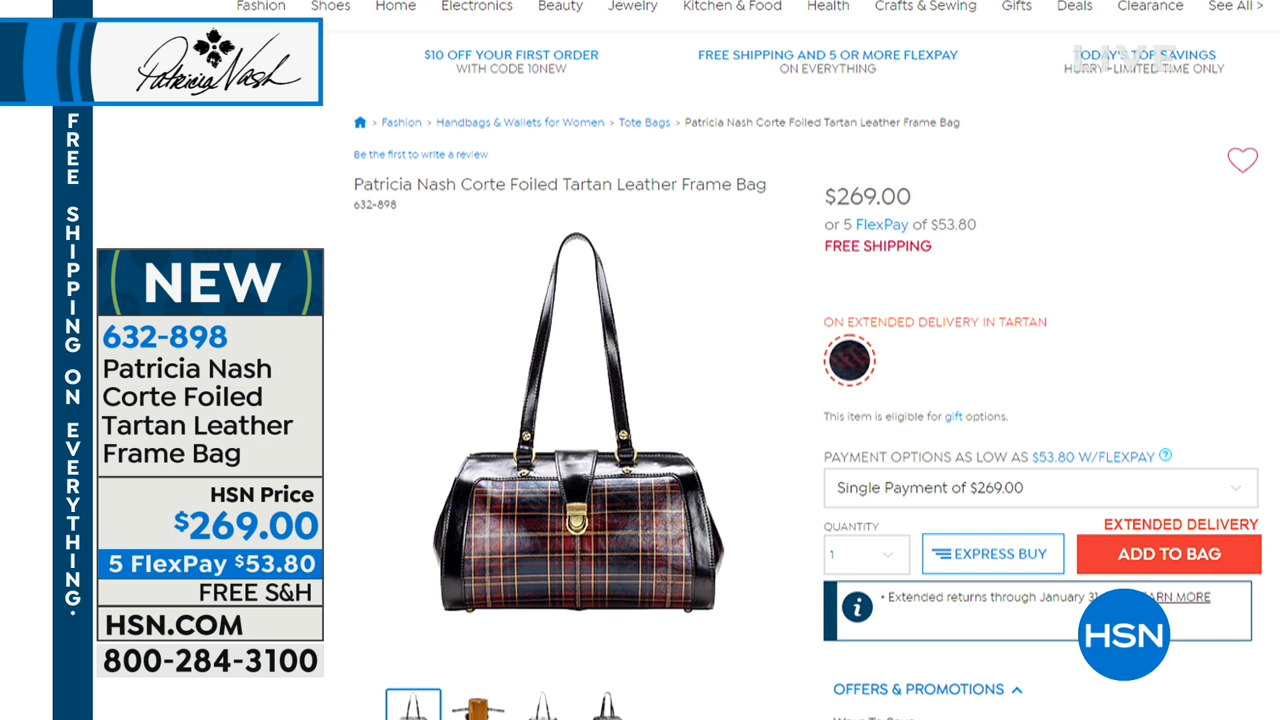 Fashion Shoes Home Electronics Beauty Jewelry Kitchen & Food Health Crafts & Sewing Gifts Deals Clearance See All >
Patricia Nash
$10 OFF YOUR FIRST ORDER
WITH CODE 10NEW
FREE SHIPPING AND 5 OR MORE FLEXPAY
ON EVERYTHING
TODAY'S TOP SAVINGS
HURRY-LIMITED TIME ONLY
LIVE
FREE SHIPPING ON EVERYTHING.*
> Fashion > Handbags & Wallets for Women > Tote Bags > Patricia Nash Corte Foiled Tartan Leather Frame Bag
Be the first to write a review
Patricia Nash Corte Foiled Tartan Leather Frame Bag
632-898
$269.00
or 5 FlexPay of $53.80
FREE SHIPPING
ON EXTENDED DELIVERY IN TARTAN
This item is eligible for gift options.
PAYMENT OPTIONS AS LOW AS $53.80 W/FLEXPAY ?
Single Payment of $269.00
QUANTITY
EXTENDED DELIVERY
1
EXPRESS BUY
ADD TO BAG
i
• Extended returns through January 31
LEARN MORE
HSN
OFFERS & PROMOTIONS
Ways To Save
NEW
632-898
Patricia Nash
Corte Foiled
Tartan Leather
Frame Bag
HSN Price
$269.00
5 FlexPay $53.80
FREE S&H
HSN.COM
800-284-3100